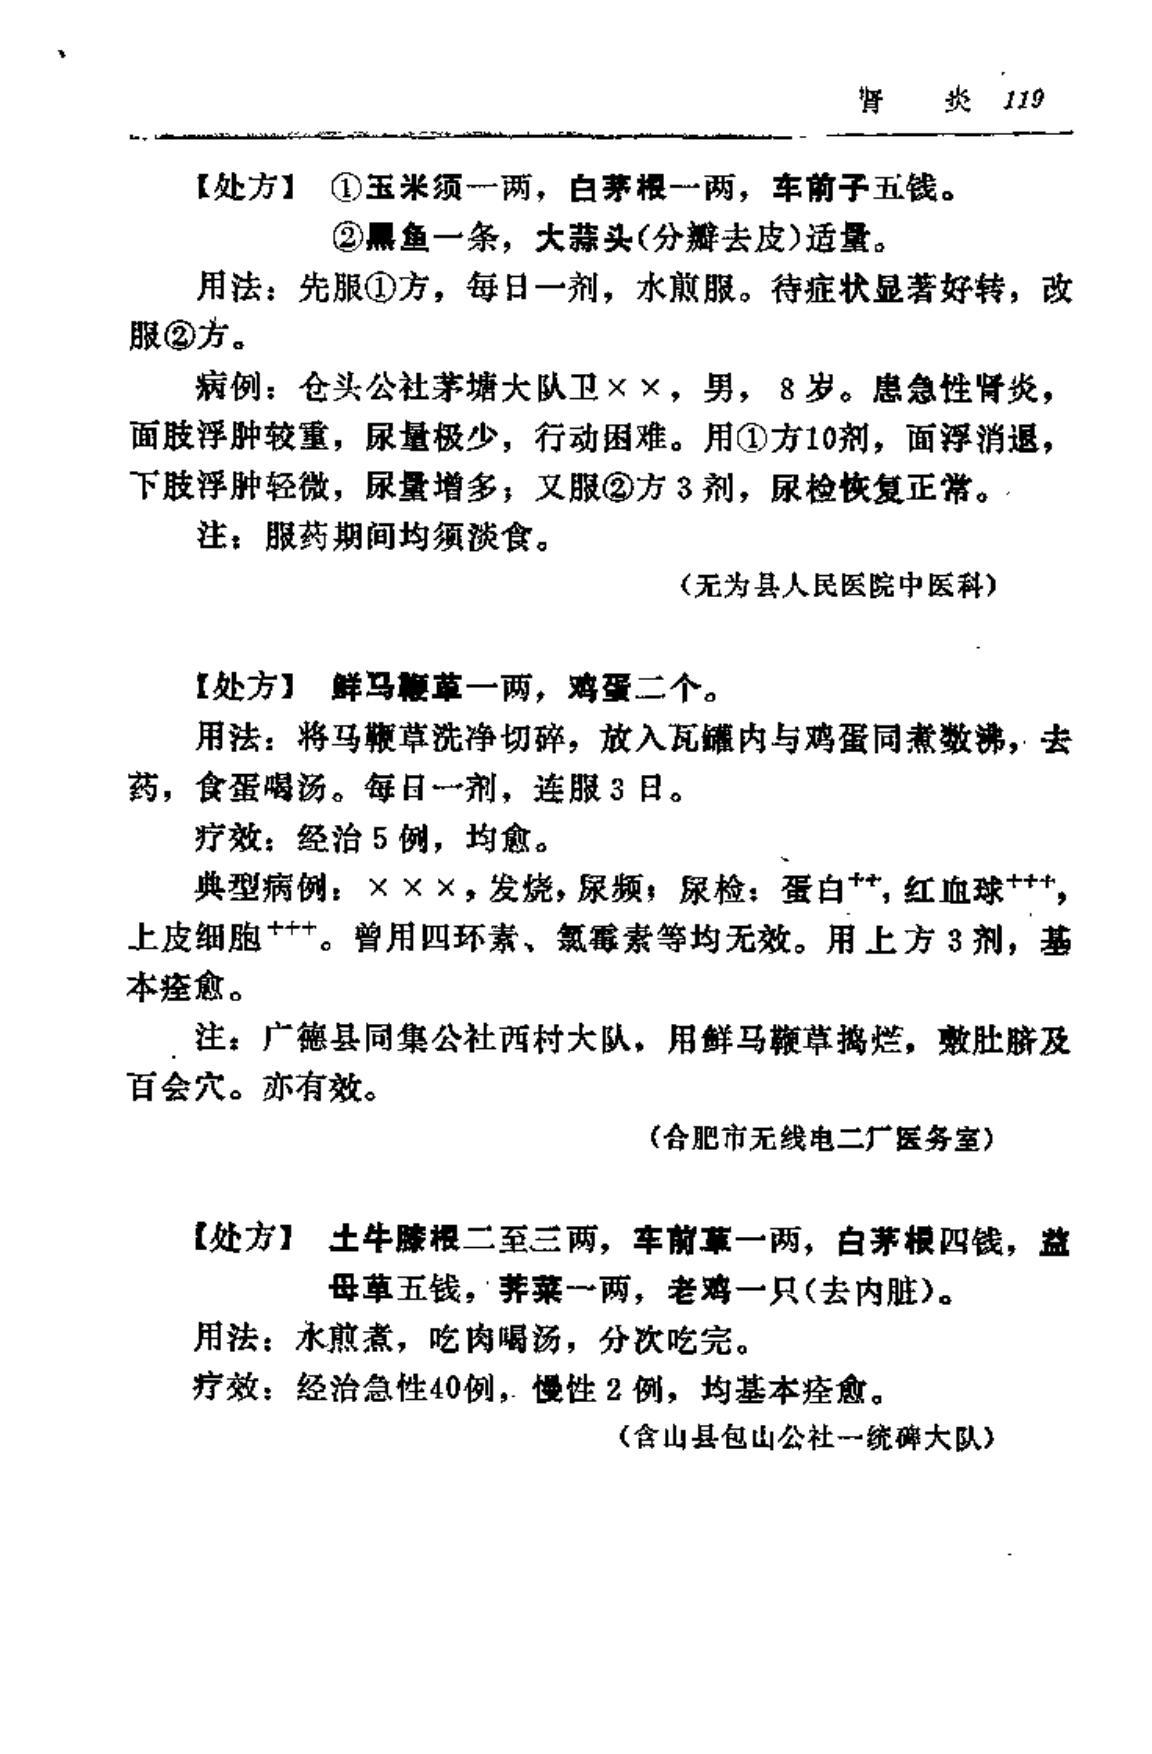 肾 炎 119
【处方】 ①玉米须一两，白茅根一两，车前子五钱。
②黑鱼一条，大蒜头(分瓣去皮)适量。
用法：先服①方，每日一剂，水煎服。待症状显著好转，改
服②方。
病例：仓头公社茅塘大队卫××，男，8岁。患急性肾炎，
面肢浮肿较重，尿量极少，行动困难。用①方10剂，面浮消退，
下肢浮肿轻微，尿量增多；又服②方3剂，尿检恢复正常。
注：服药期间均须淡食。
(无为县人民医院中医科)
【处方】 鲜马鞭草一两，鸡蛋二个。
用法：将马鞭草洗净切碎，放入瓦罐内与鸡蛋同煮数沸，去
药，食蛋喝汤。每日一剂，连服3日。
疗效：经治5例，均愈。
典型病例：×××，发烧，尿频；尿检：蛋白⁺⁺，红血球⁺⁺⁺，
上皮细胞⁺⁺⁺。曾用四环素、氯霉素等均无效。用上方3剂，基
本痊愈。
注：广德县同集公社西村大队，用鲜马鞭草捣烂，敷肚脐及
百会穴。亦有效。
(合肥市无线电二厂医务室)
【处方】 土牛膝根二至三两，车前草一两，白茅根四钱，益
母草五钱，荠菜一两，老鸡一只(去内脏)。
用法：水煎煮，吃肉喝汤，分次吃完。
疗效：经治急性40例，慢性2例，均基本痊愈。
(含山县包山公社一统碑大队)